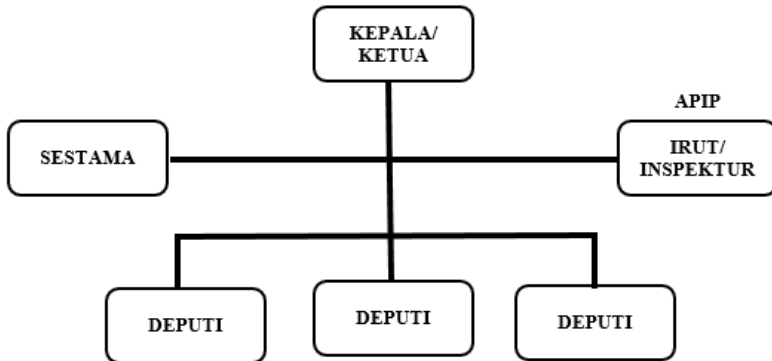 KEPALA/
KETUA
APIP
SESTAMA
IRUT/
INSPEKTUR
DEPUTI
DEPUTI
DEPUTI